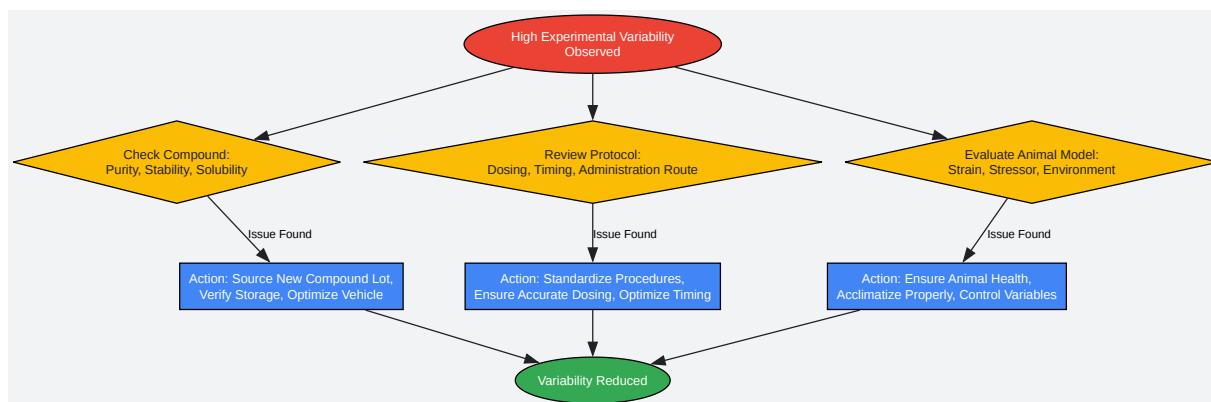 High Experimental Variability
Observed
Check Compound:
Purity, Stability, Solubility
Review Protocol:
Dosing, Timing, Administration Route
Evaluate Animal Model:
Strain, Stressor, Environment
Issue Found
Issue Found
Issue Found
Action: Source New Compound Lot,
Verify Storage, Optimize Vehicle
Action: Standardize Procedures,
Ensure Accurate Dosing, Optimize Timing
Action: Ensure Animal Health,
Acclimatize Properly, Control Variables
Variability Reduced